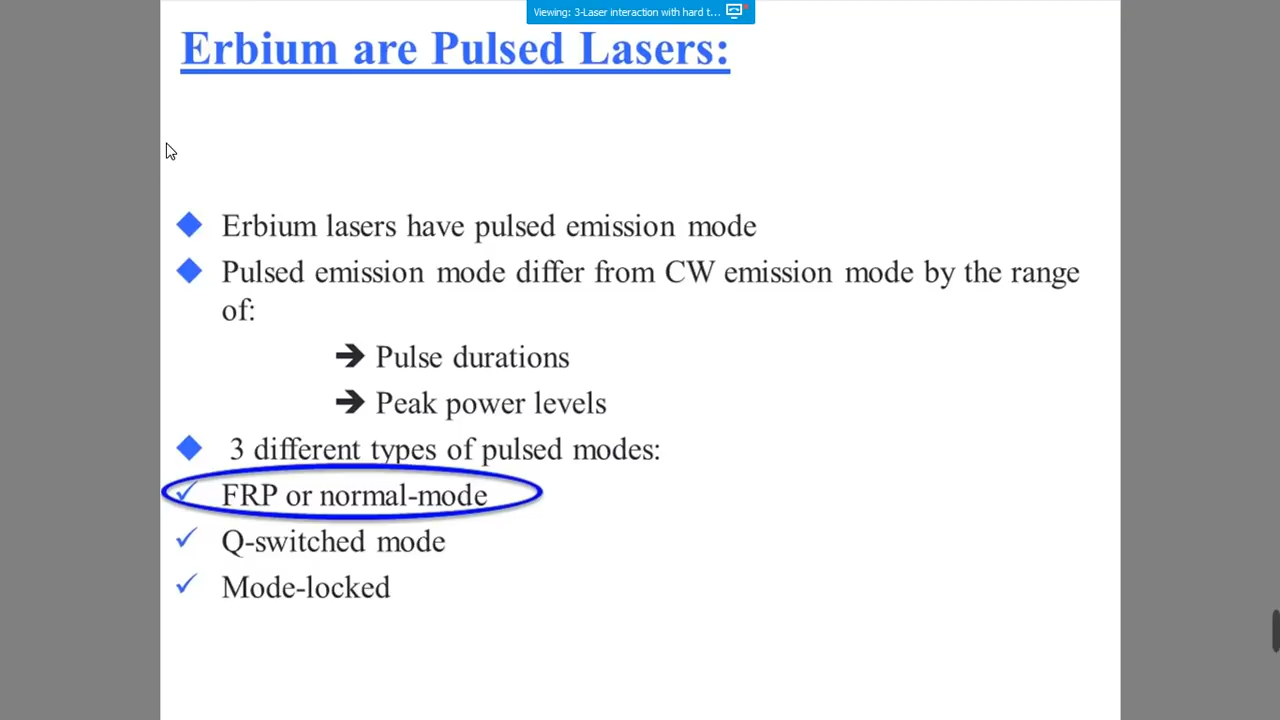 Viewing: 3-Laser interaction with hard t...
Erbium are Pulsed Lasers:
Erbium lasers have pulsed emission mode
Pulsed emission mode differ from CW emission mode by the range
of:
➔ Pulse durations
➔ Peak power levels
3 different types of pulsed modes:
✓ FRP or normal-mode
✓ Q-switched mode
✓ Mode-locked